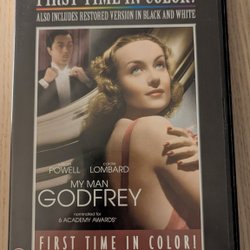 FIRST TIME IN COLOR!
ALSO INCLUDES RESTORED VERSION IN BLACK AND WHITE
POWELL LOMBARD
MY MAN
GODFREY
nominated for
6 ACADEMY AWARDS
FIRST TIME IN COLOR!